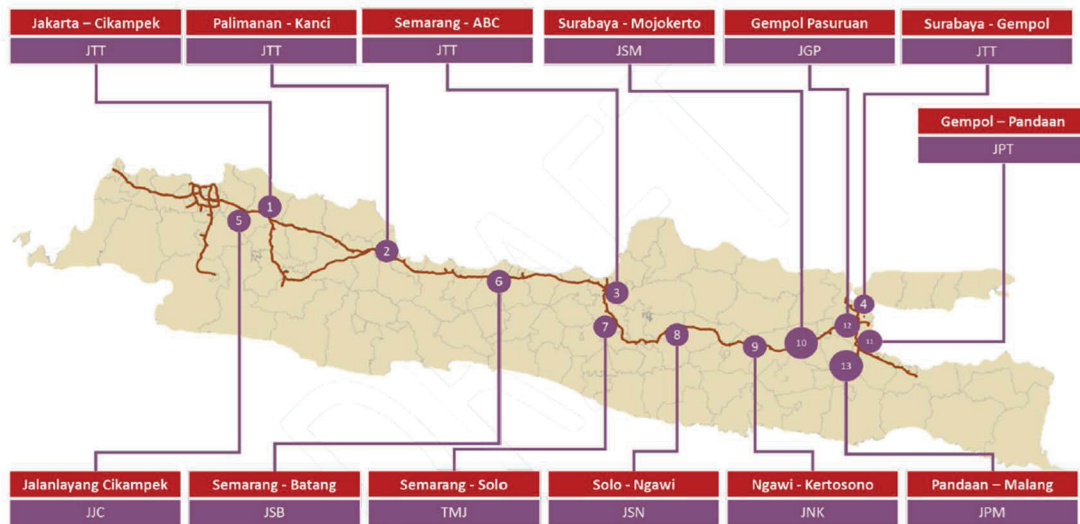 Jakarta – Cikampek
JTT
Palimanan - Kanci
JTT
Semarang - ABC
JTT
Surabaya - Mojokerto
JSM
Gempol Pasuruan
JGP
Surabaya - Gempol
JTT
Gempol – Pandaan
JPT
1
5
2
6
3
7
8
9
10
4
12
11
13
Jalanlayang Cikampek
JJC
Semarang - Batang
JSB
Semarang - Solo
TMJ
Solo - Ngawi
JSN
Ngawi - Kertosono
JNK
Pandaan – Malang
JPM